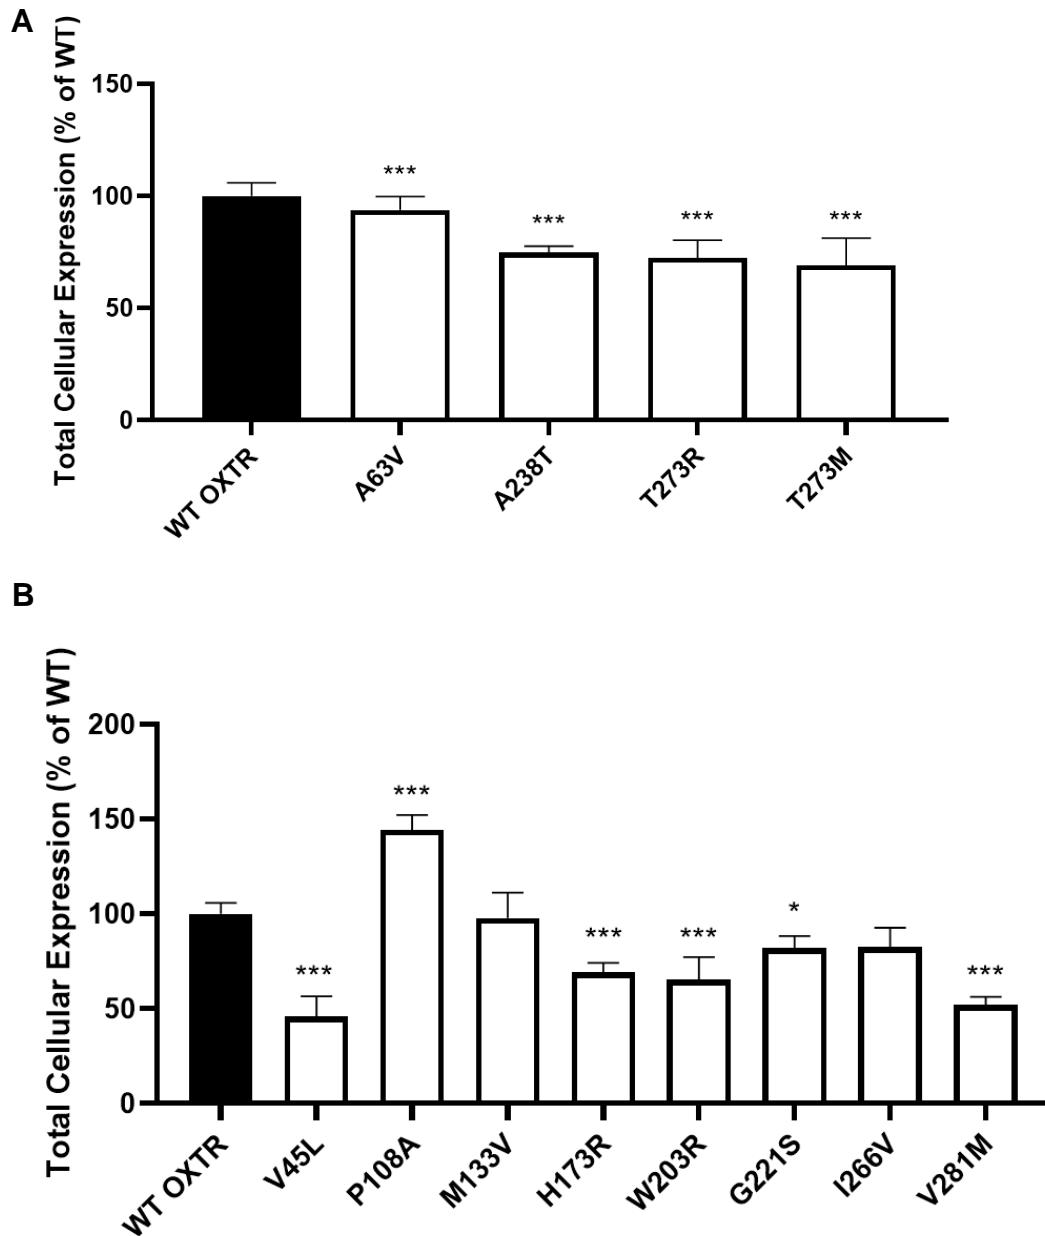 A
Total Cellular Expression (% of WT)
150
100
50
0
***
***
***
***
WT OXTR
A63V
A238T
T273R
T273M
B
Total Cellular Expression (% of WT)
200
150
100
50
0
***
***
***
***
*
***
WT OXTR
V45L
P108A
M133V
H173R
W203R
G221S
I266V
V281M